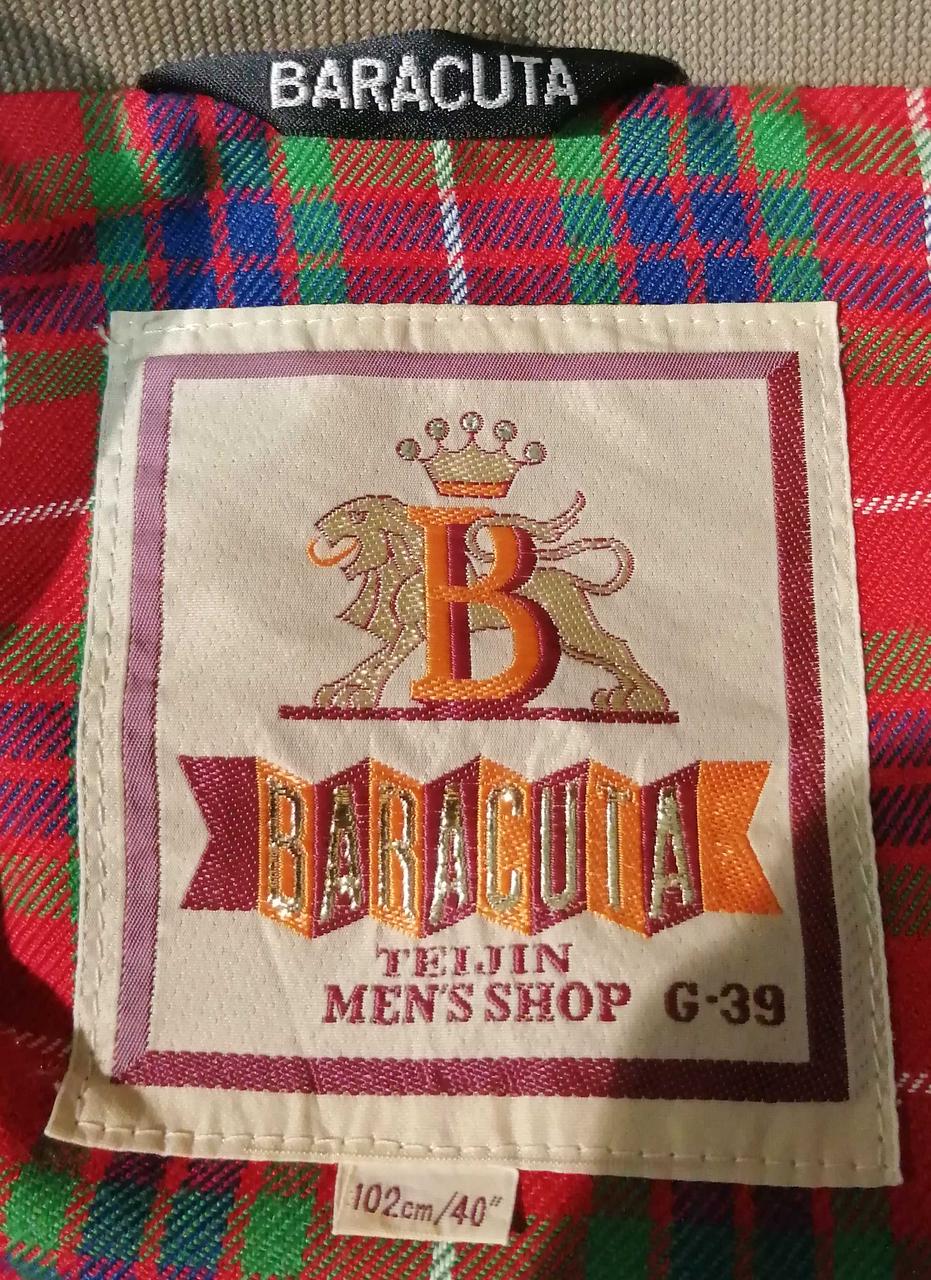 BARACUTA
B
BARACUTA
TEIJIN
MEN'S SHOP G-39
102cm/40"